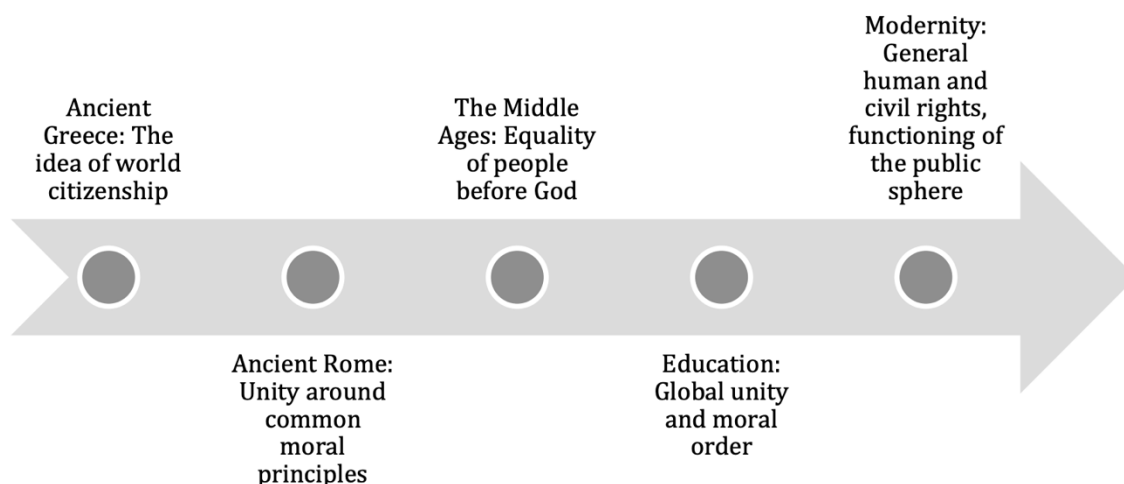 Ancient
Greece: The
idea of world
citizenship
Ancient Rome:
Unity around
common
moral
principles
The Middle
Ages: Equality
of people
before God
Education:
Global unity
and moral
order
Modernity:
General
human and
civil rights,
functioning of
the public
sphere